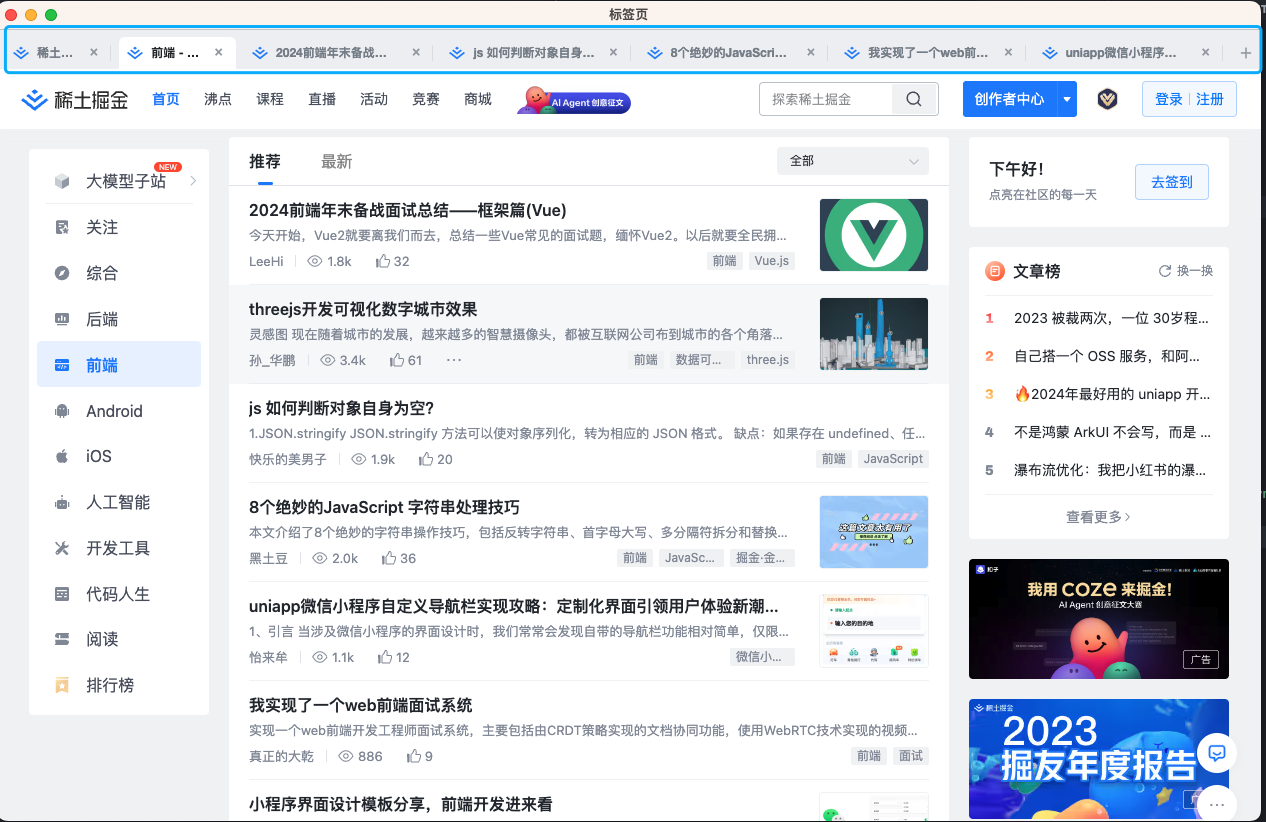 标签页
稀土...
前端 - ...
2024前端年末备战...
js 如何判断对象自身...
8个绝妙的JavaScri...
我实现了一个web前...
uniapp微信小程序...
稀土掘金
首页
沸点
课程
直播
活动
竞赛
商城
AI Agent 创意征文
探索稀土掘金
创作者中心
登录
注册
大模型子站
NEW
关注
综合
后端
前端
Android
iOS
人工智能
开发工具
代码人生
阅读
排行榜
推荐
最新
全部
2024前端年末备战面试总结——框架篇(Vue)
今天开始，Vue2就要离我们而去，总结一些Vue常见的面试题，缅怀Vue2。以后就要全民拥...
LeeHi
1.8k
32
前端
Vue.js
threejs开发可视化数字城市效果
灵感图 现在随着城市的发展，越来越多的智慧摄像头，都被互联网公司布到城市的各个角落...
孙_华鹏
3.4k
61
...
前端
数据可...
three.js
js 如何判断对象自身为空?
1.JSON.stringify JSON.stringify 方法可以使对象序列化，转为相应的 JSON 格式。 缺点：如果存在 undefined、任...
快乐的美男子
1.9k
20
前端
JavaScript
8个绝妙的JavaScript 字符串处理技巧
本文介绍了8个绝妙的字符串操作技巧，包括反转字符串、首字母大写、多分隔符拆分和替换...
黑土豆
2.0k
36
前端
JavaSc...
掘金·金...
这篇文章太有用了
uniapp微信小程序自定义导航栏实现攻略：定制化界面引领用户体验新潮...
1、引言 当涉及微信小程序的界面设计时，我们常常会发现自带的导航栏功能相对简单，仅限...
怡来牟
1.1k
12
微信小...
输入您的目的地
我实现了一个web前端面试系统
实现一个web前端开发工程师面试系统，主要包括由CRDT策略实现的文档协同功能，使用WebRTC技术实现的视频...
真正的大乾
886
9
前端
面试
小程序界面设计模板分享，前端开发进来看
下午好！
点亮在社区的每一天
去签到
文章榜
换一换
1 2023 被裁两次，一位 30岁程...
2 自己搭一个 OSS 服务，和阿...
3 🔥2024年最好用的 uniapp 开...
4 不是鸿蒙 ArkUI 不会写，而是 ...
5 瀑布流优化：我把小红书的瀑...
查看更多
扣子
我用 COZE 来掘金！
AI Agent 创意征文大赛
广告
稀土掘金
2023
掘友年度报告